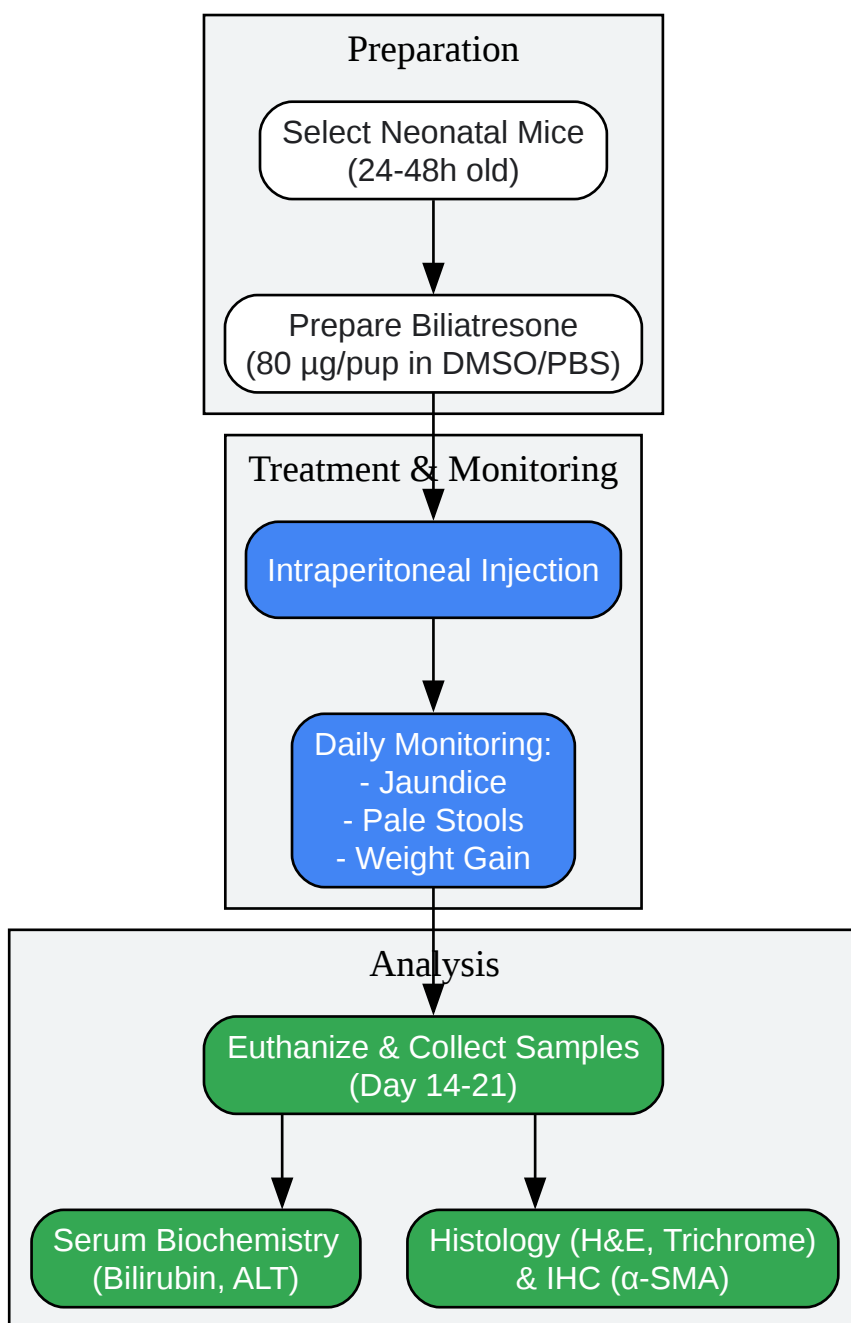 Preparation
Select Neonatal Mice
(24-48h old)
Prepare Biliatresone
(80 µg/pup in DMSO/PBS)
Treatment & Monitoring
Intraperitoneal Injection
Daily Monitoring:
- Jaundice
- Pale Stools
- Weight Gain
Analysis
Euthanize & Collect Samples
(Day 14-21)
Serum Biochemistry
(Bilirubin, ALT)
Histology (H&E, Trichrome)
& IHC (α-SMA)